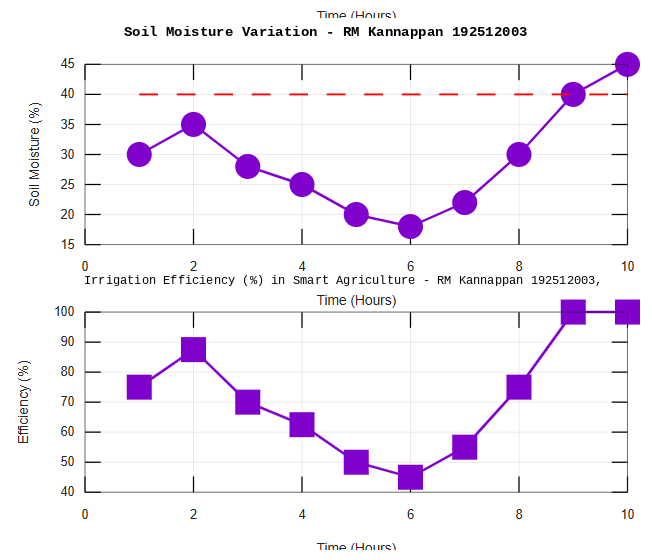 Time (Hours)
Soil Moisture Variation - RM Kannappan 192512003
45
40
35
30
25
20
15
Soil Moisture (%)
0 2 4 6 8 10
Irrigation Efficiency (%) in Smart Agriculture - RM Kannappan 192512003,
Time (Hours)
100
90
80
70
60
50
40
Efficiency (%)
0 2 4 6 8 10
Time (Hours)